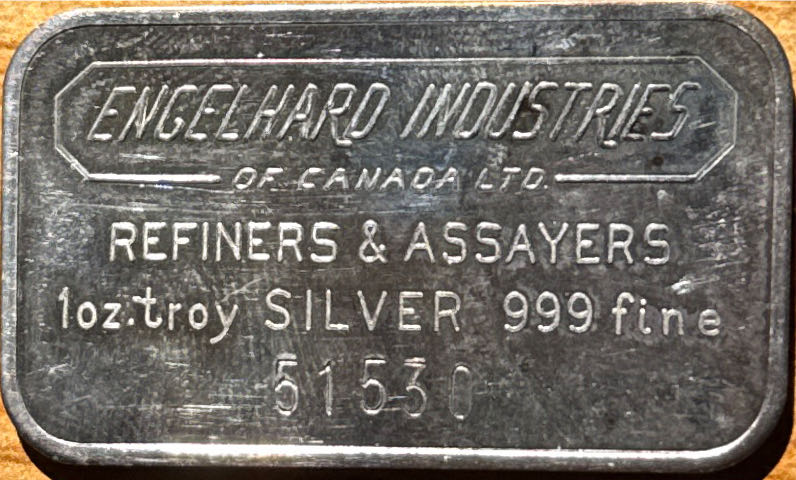 ENGELHARD INDUSTRIES
OF CANADA LTD.
REFINERS & ASSAYERS
1oz.troy SILVER 999 fine
51530